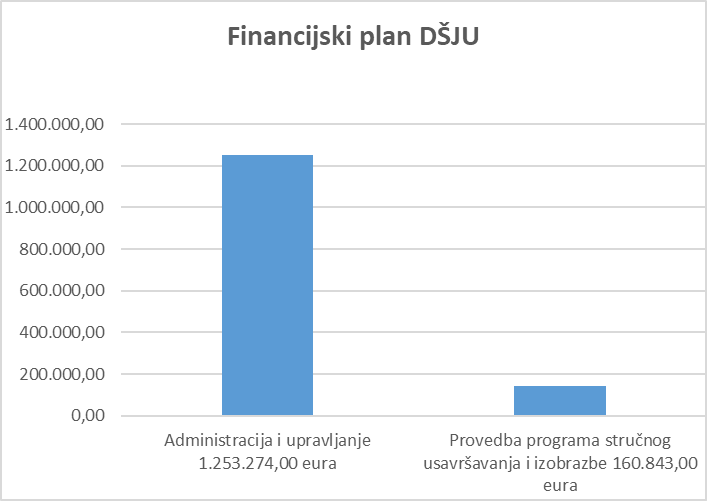 Financijski plan DŠJU
1.400.000,00
1.200.000,00
1.000.000,00
800.000,00
600.000,00
400.000,00
200.000,00
0,00
Administracija i upravljanje
1.253.274,00 eura
Provedba programa stručnog
usavršavanja i izobrazbe 160.843,00
eura